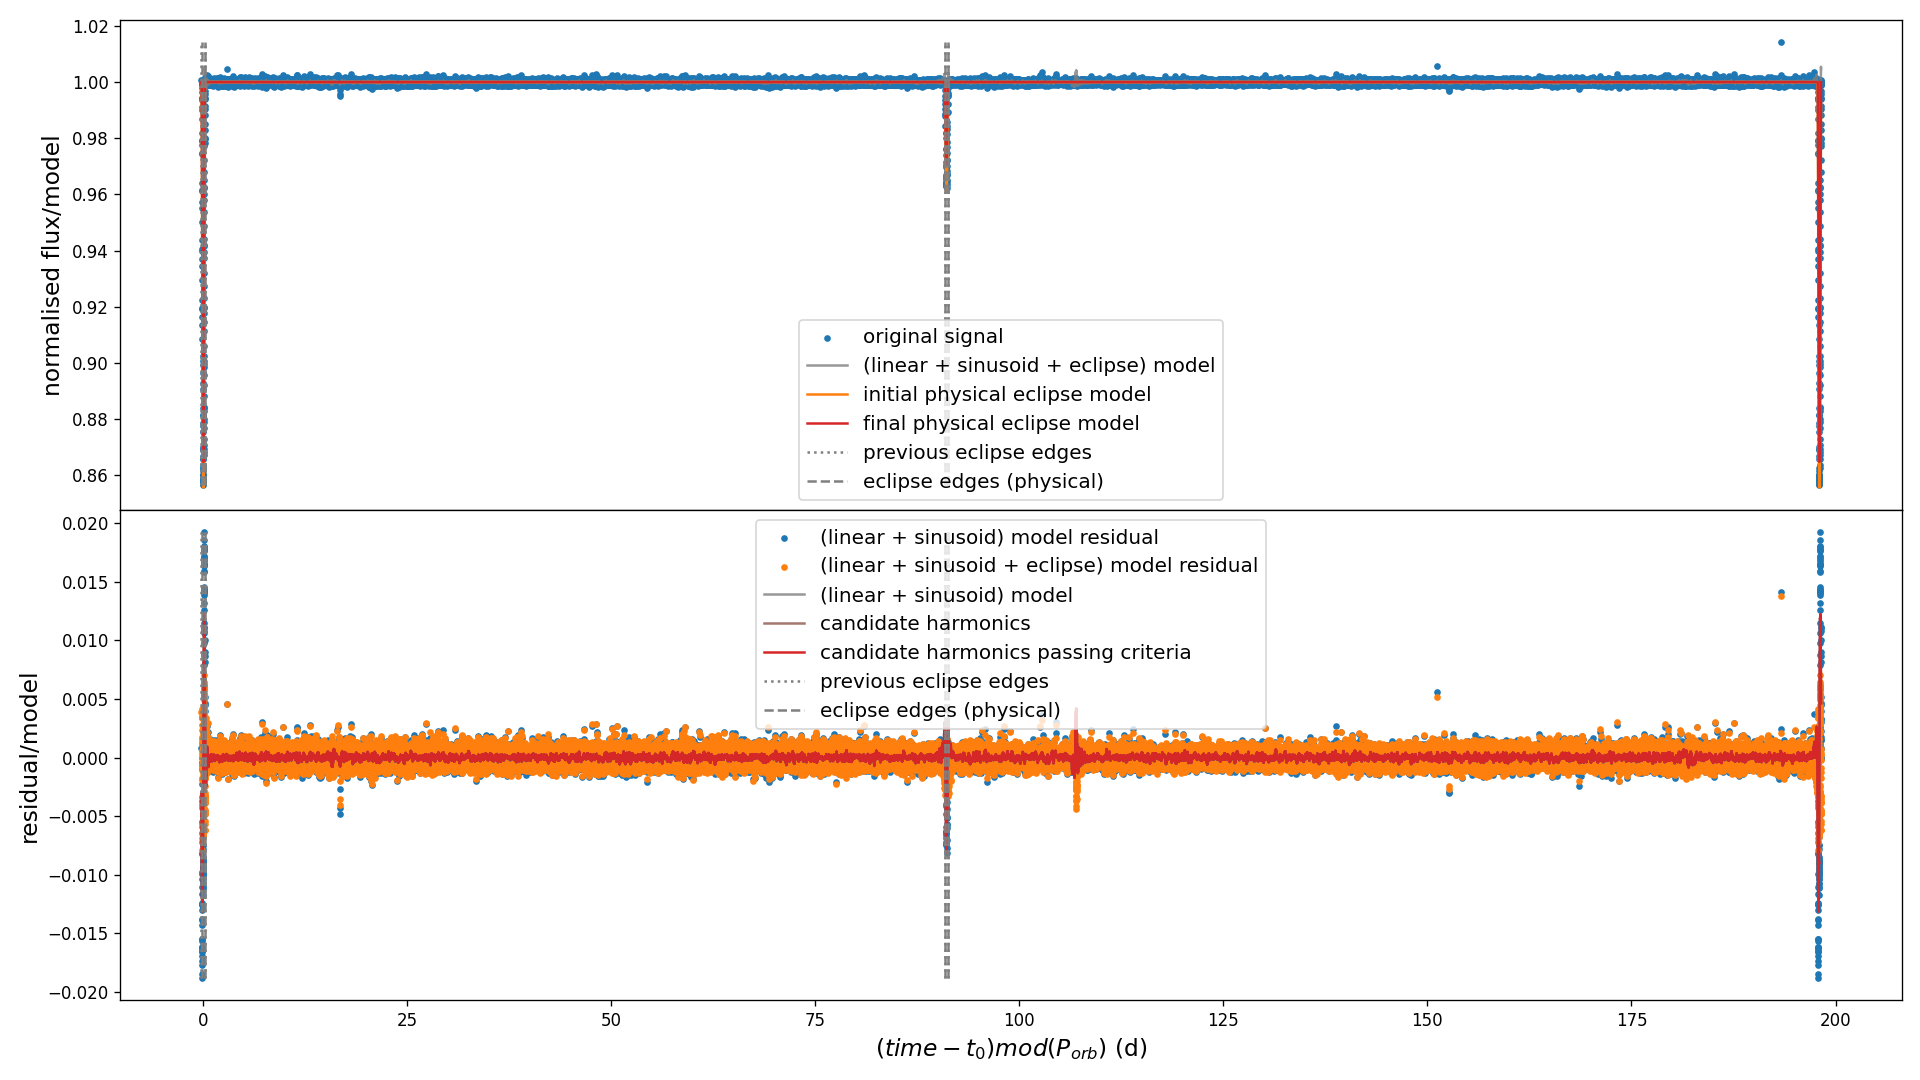 1.02
1.00
0.98
0.96
0.94
0.92
0.90
0.88
0.86
normalised flux/model
original signal
(linear + sinusoid + eclipse) model
initial physical eclipse model
final physical eclipse model
previous eclipse edges
eclipse edges (physical)
0.020
0.015
0.010
0.005
0.000
−0.005
−0.010
−0.015
−0.020
residual/model
(linear + sinusoid) model residual
(linear + sinusoid + eclipse) model residual
(linear + sinusoid) model
candidate harmonics
candidate harmonics passing criteria
previous eclipse edges
eclipse edges (physical)
0 25 50 75 100 125 150 175 200
(time − t₀)mod(P_orb) (d)